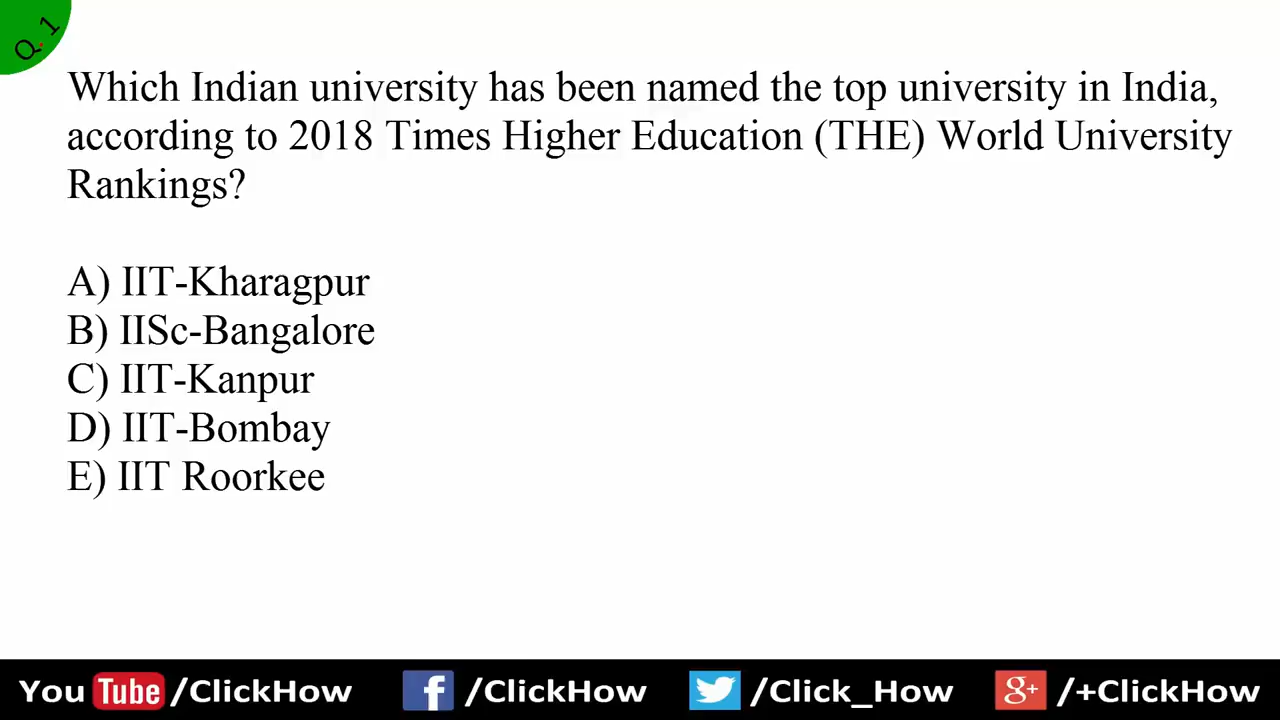 Q. 1
Which Indian university has been named the top university in India,
according to 2018 Times Higher Education (THE) World University
Rankings?
A) IIT-Kharagpur
B) IISc-Bangalore
C) IIT-Kanpur
D) IIT-Bombay
E) IIT Roorkee
You Tube /ClickHow f /ClickHow /Click_How g+ /+ClickHow